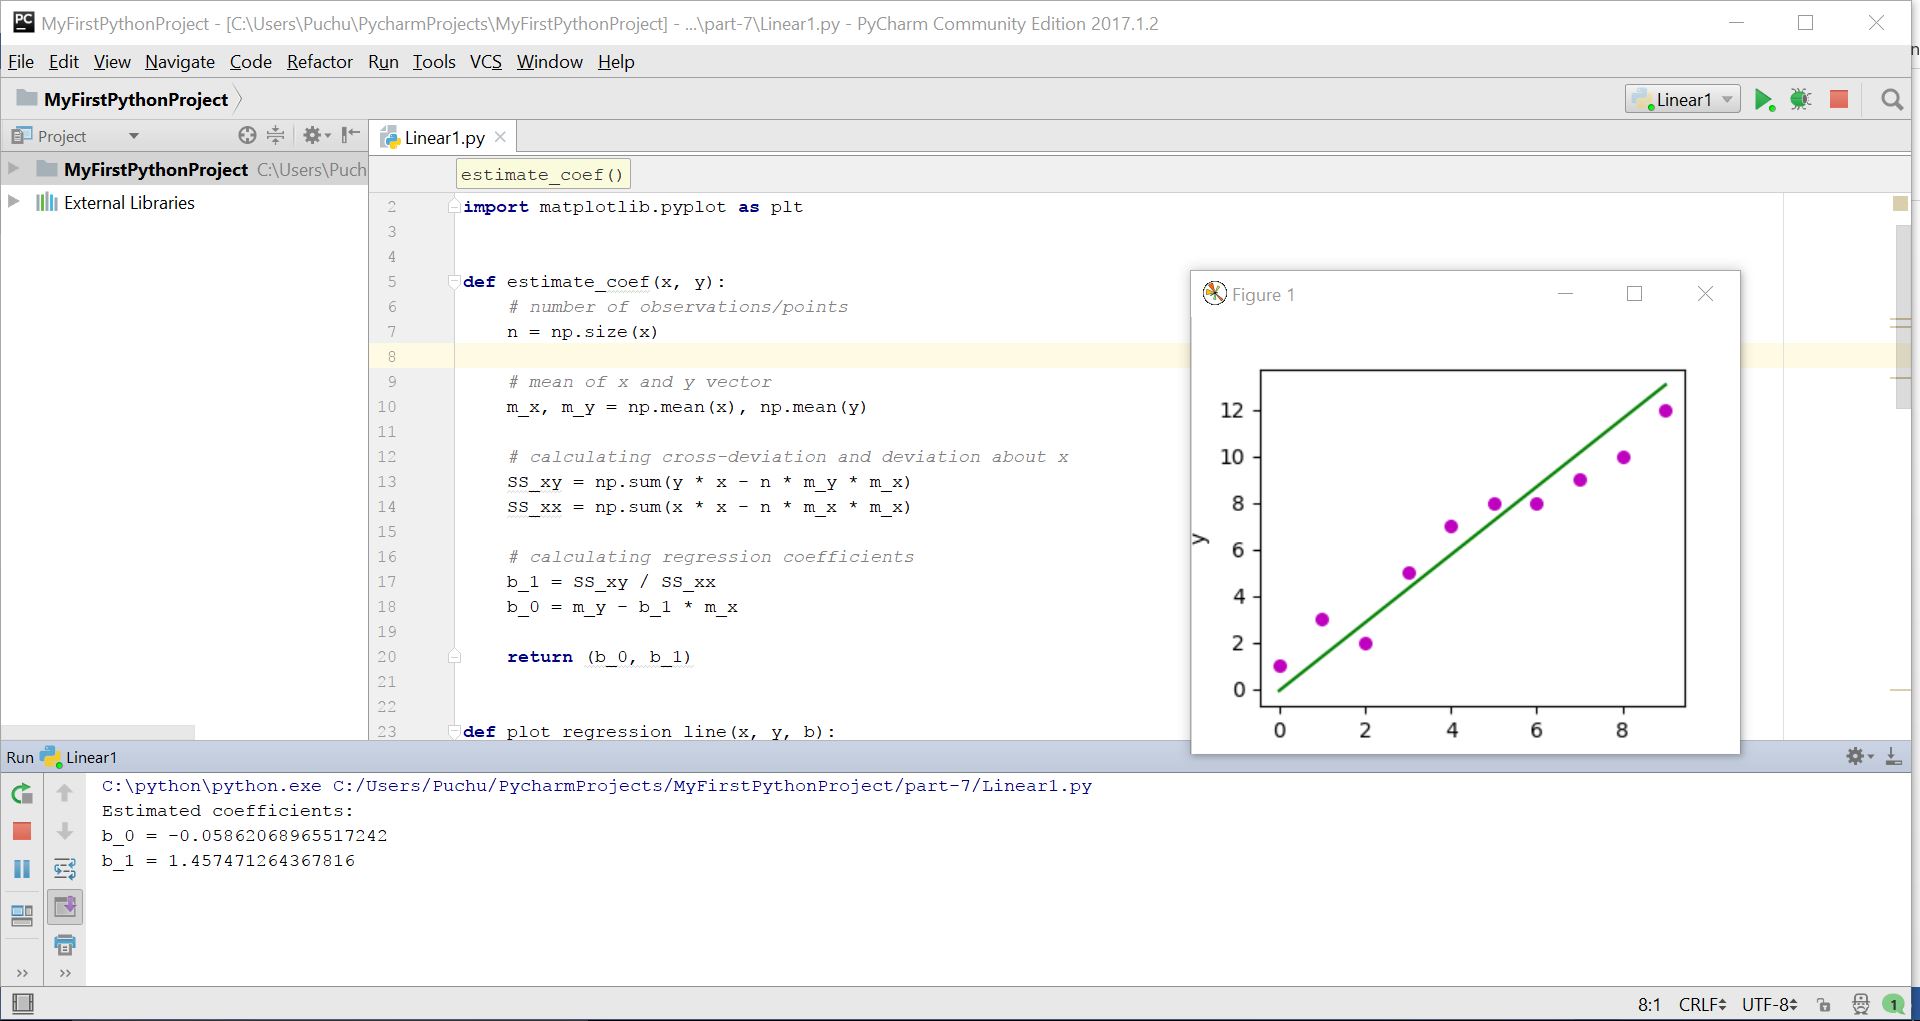 MyFirstPythonProject - [C:\Users\Puchu\PycharmProjects\MyFirstPythonProject] - ...\part-7\Linear1.py - PyCharm Community Edition 2017.1.2
File Edit View Navigate Code Refactor Run Tools VCS Window Help
MyFirstPythonProject
Linear1
Project
Linear1.py
MyFirstPythonProject C:\Users\Puch
External Libraries
estimate_coef()
2 import matplotlib.pyplot as plt
3
4
5 def estimate_coef(x, y):
6 # number of observations/points
7 n = np.size(x)
8
9 # mean of x and y vector
10 m_x, m_y = np.mean(x), np.mean(y)
11
12 # calculating cross-deviation and deviation about x
13 SS_xy = np.sum(y * x - n * m_y * m_x)
14 SS_xx = np.sum(x * x - n * m_x * m_x)
15
16 # calculating regression coefficients
17 b_1 = SS_xy / SS_xx
18 b_0 = m_y - b_1 * m_x
19
20 return (b_0, b_1)
21
22
23 def plot_regression_line(x, y, b):
Figure 1
12
10
8
6
4
2
0
y
0 2 4 6 8
Run Linear1
C:\python\python.exe C:/Users/Puchu/PycharmProjects/MyFirstPythonProject/part-7/Linear1.py
Estimated coefficients:
b_0 = -0.05862068965517242
b_1 = 1.457471264367816
8:1 CRLF UTF-8 1